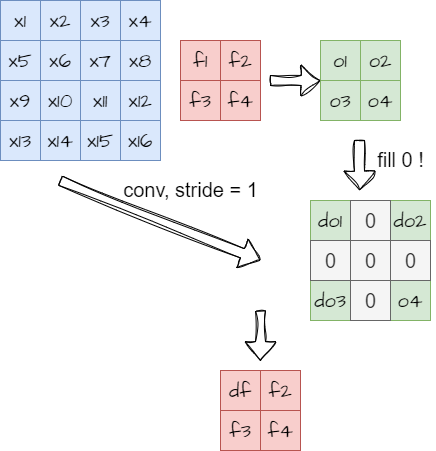 x1 x2 x3 x4
x5 x6 x7 x8
x9 x10 x11 x12
x13 x14 x15 x16
f1 f2
f3 f4
o1 o2
o3 o4
fill 0 !
conv, stride = 1
do1 0 do2
0 0 0
do3 0 o4
df f2
f3 f4